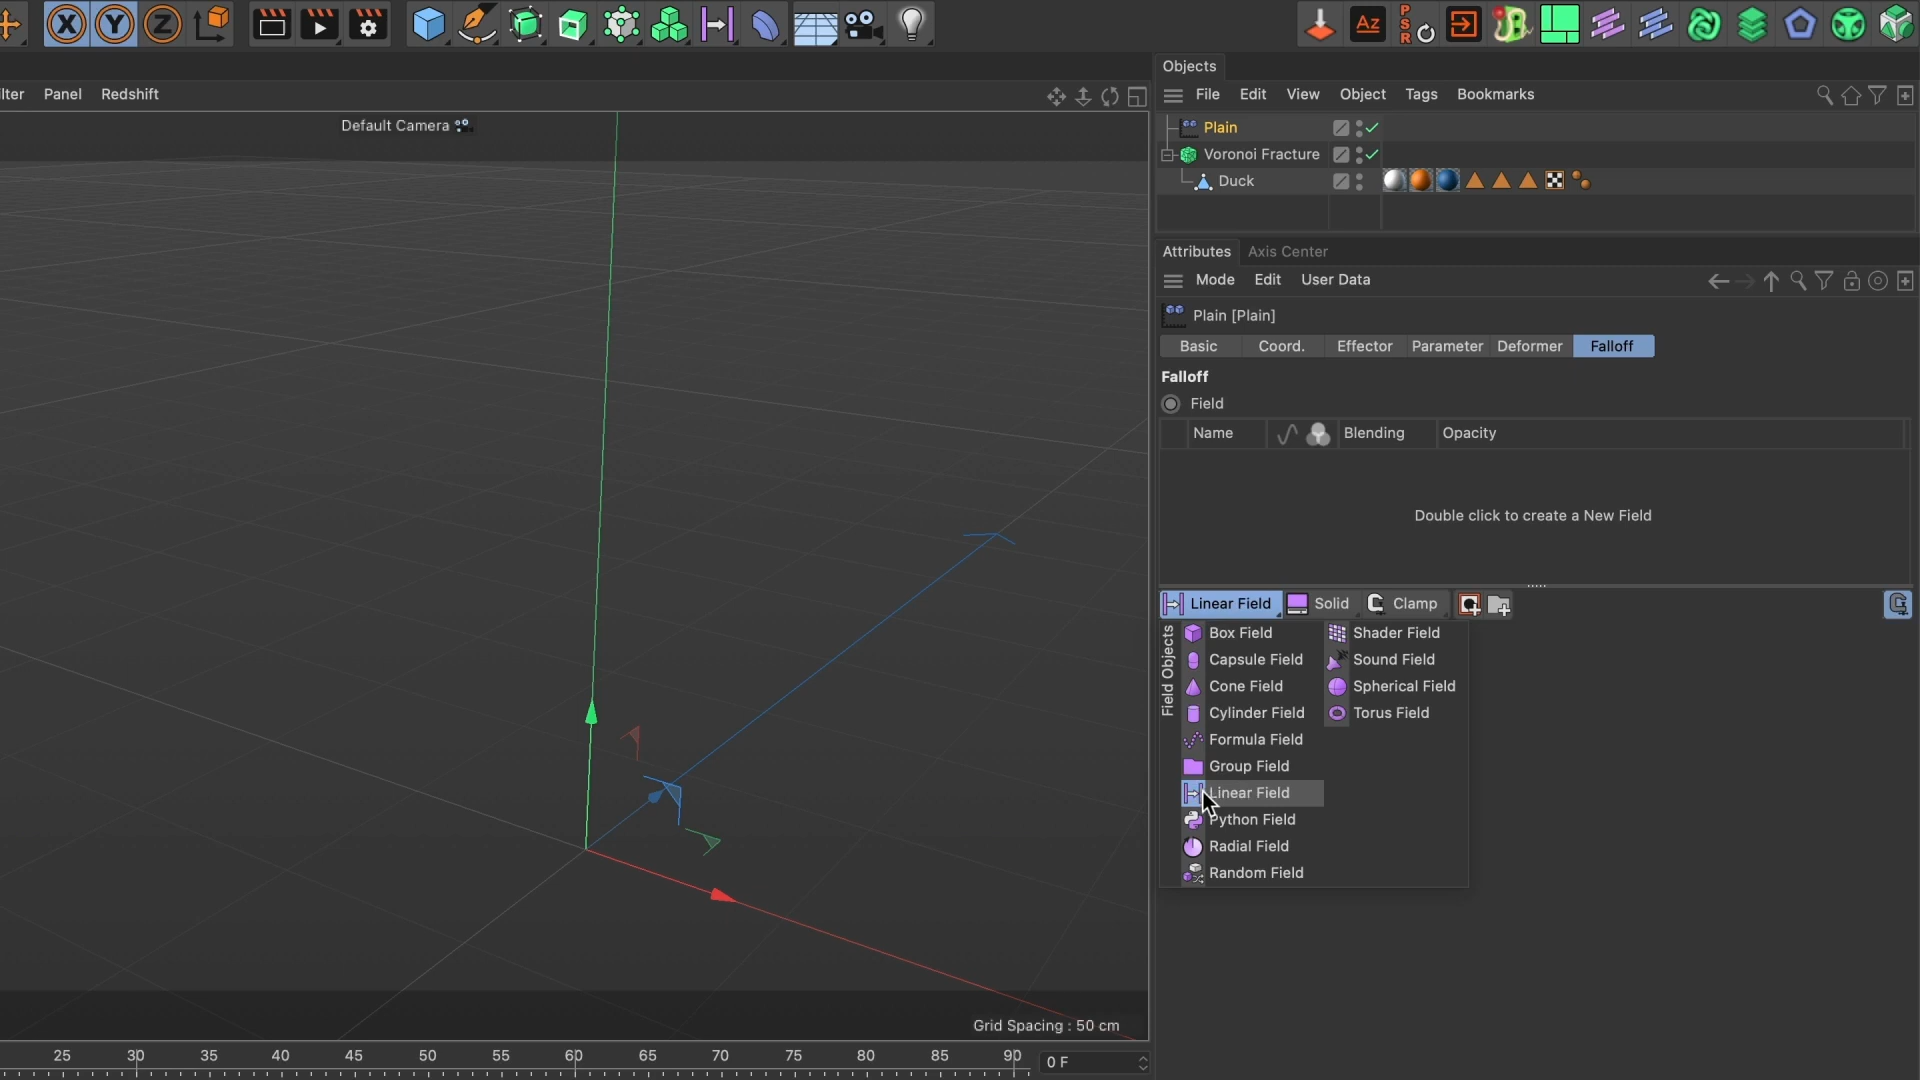 X Y Z
Az
PSR
lter Panel Redshift
Default Camera
Grid Spacing : 50 cm
25 30 35 40 45 50 55 60 65 70 75 80 85 90 0 F
Objects
File Edit View Object Tags Bookmarks
Plain
Voronoi Fracture
Duck
Attributes Axis Center
Mode Edit User Data
Plain [Plain]
Basic Coord. Effector Parameter Deformer Falloff
Falloff
Field
Name Blending Opacity
Double click to create a New Field
Linear Field Solid Clamp
Field Objects
Box Field Shader Field
Capsule Field Sound Field
Cone Field Spherical Field
Cylinder Field Torus Field
Formula Field
Group Field
Linear Field
Python Field
Radial Field
Random Field